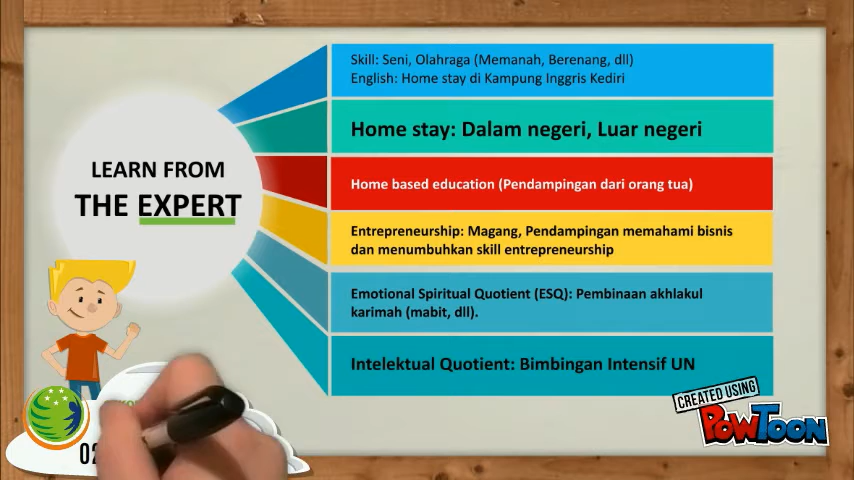 LEARN FROM
THE EXPERT
Skill: Seni, Olahraga (Memanah, Berenang, dll)
English: Home stay di Kampung Inggris Kediri
Home stay: Dalam negeri, Luar negeri
Home based education (Pendampingan dari orang tua)
Entrepreneurship: Magang, Pendampingan memahami bisnis
dan menumbuhkan skill entrepreneurship
Emotional Spiritual Quotient (ESQ): Pembinaan akhlakul
karimah (mabit, dll).
Intelektual Quotient: Bimbingan Intensif UN
02
CREATED USING
POWTOON